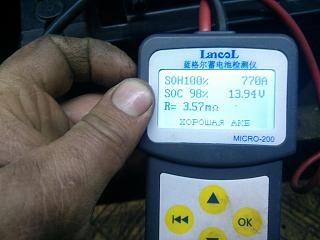 Lancol
蓝格尔蓄电池检测仪
SOH100% 770A
SOC 98% 13.94V
R= 3.57mΩ
ХОРОШАЯ АКБ
MICRO-200
OK